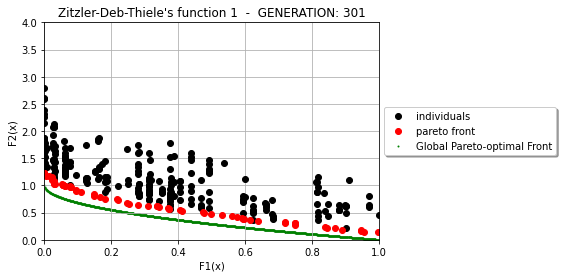 Zitzler-Deb-Thiele's function 1 - GENERATION: 301
4.0
3.5
3.0
2.5
2.0
1.5
1.0
0.5
0.0
F2(x)
0.0 0.2 0.4 0.6 0.8 1.0
F1(x)
individuals
pareto front
Global Pareto-optimal Front